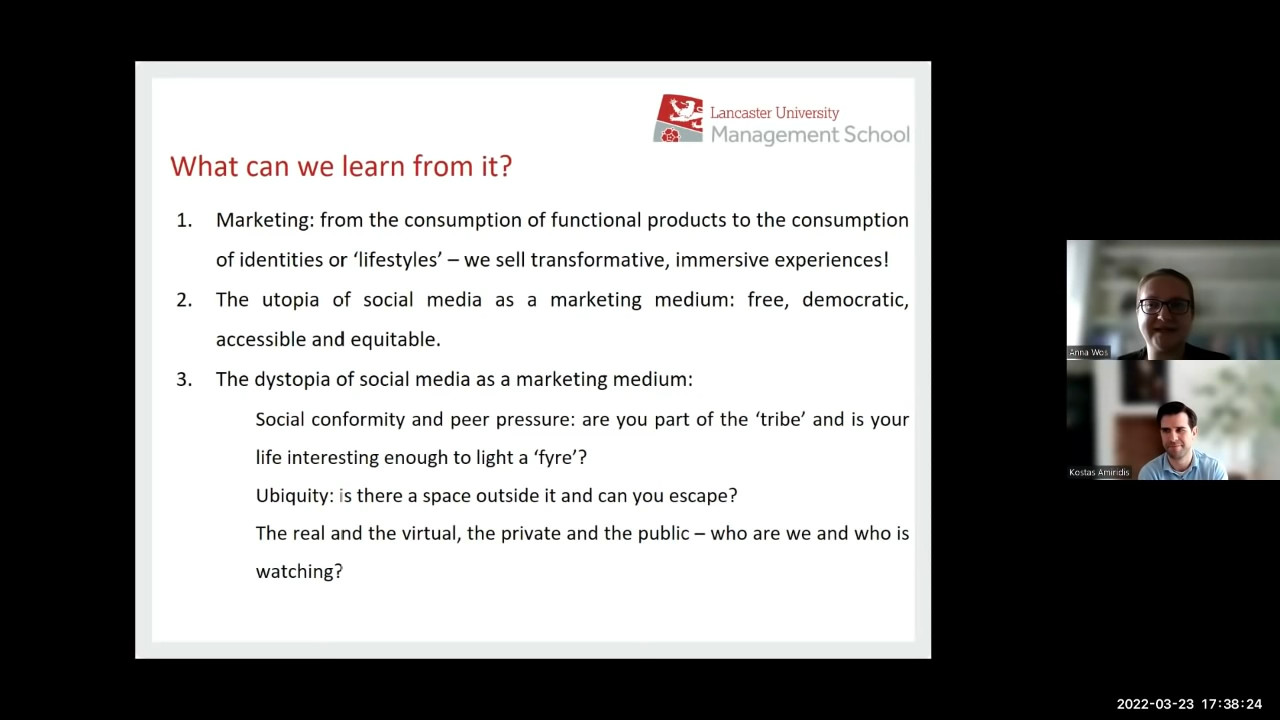 Lancaster University
Management School
What can we learn from it?
1. Marketing: from the consumption of functional products to the consumption
of identities or ‘lifestyles’ – we sell transformative, immersive experiences!
2. The utopia of social media as a marketing medium: free, democratic,
accessible and equitable.
3. The dystopia of social media as a marketing medium:
Social conformity and peer pressure: are you part of the ‘tribe’ and is your
life interesting enough to light a ‘fyre’?
Ubiquity: is there a space outside it and can you escape?
The real and the virtual, the private and the public – who are we and who is
watching?
Anna Wos
Kostas Amiridis
2022-03-23 17:38:24